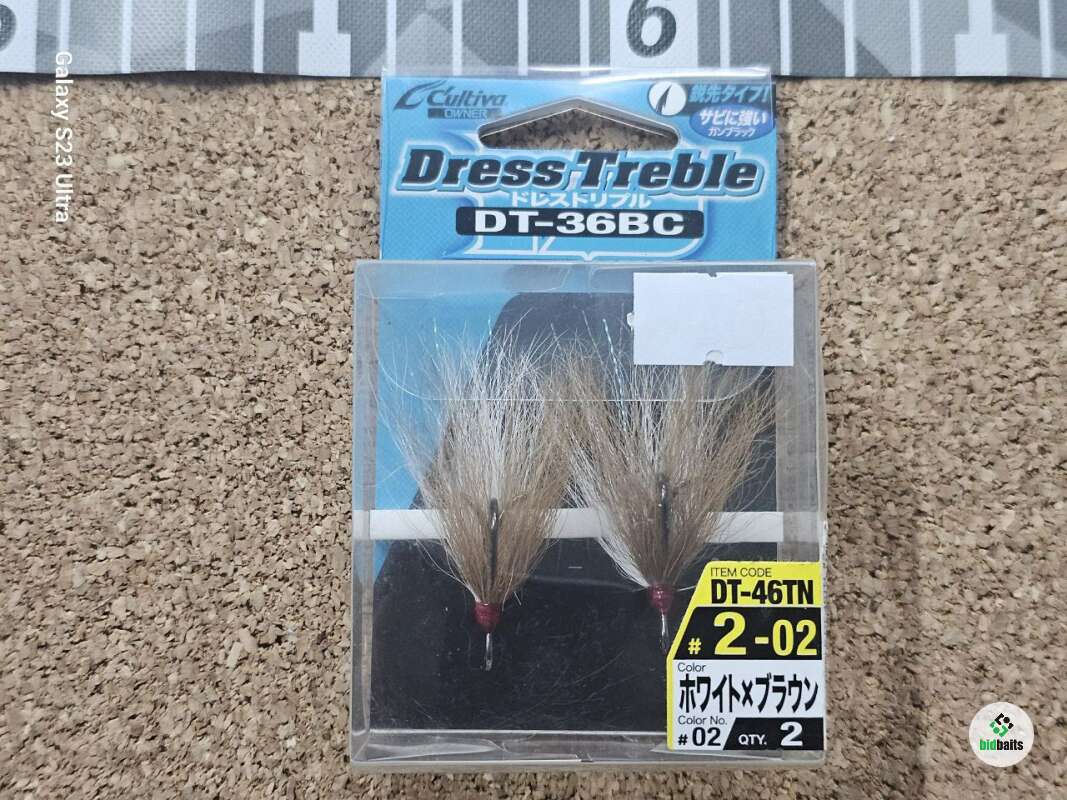 6
Galaxy S23 Ultra
Cultiva
OWNER
鋭先タイプ!
サビに強い
ガンブラック
Dress Treble
ドレストリプル
DT-36BC
ITEM CODE
DT-46TN
# 2-02
Color
ホワイト×ブラウン
Color No.
#02 QTY. 2
bidbaits